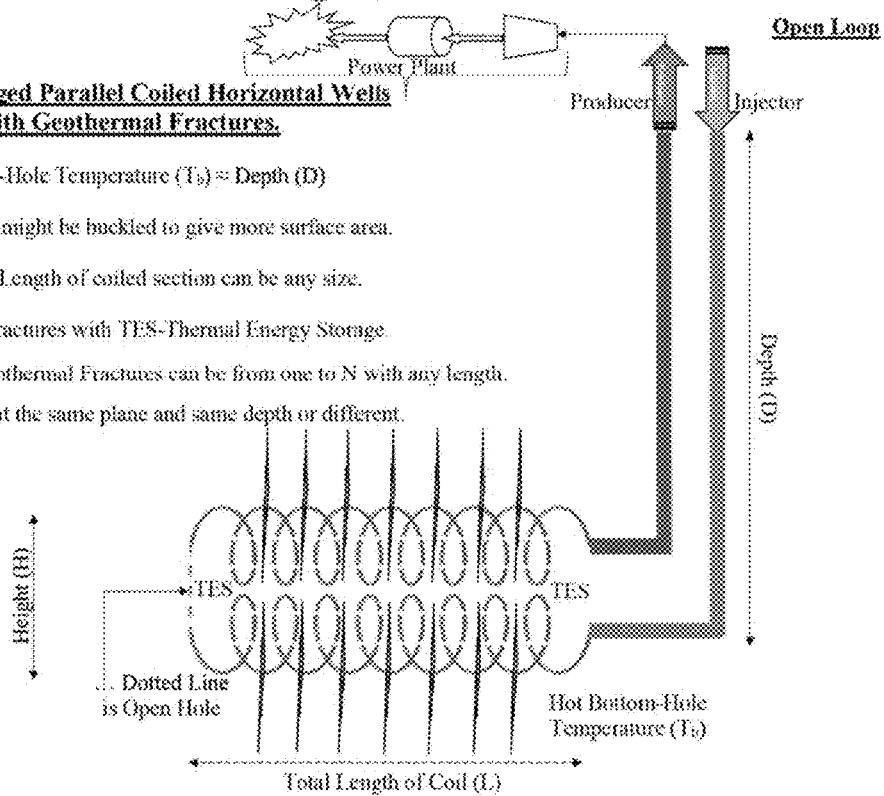 Open Loop
Power Plant
ged Parallel Coiled Horizontal Wells
ith Geothermal Fractures.
Producer
Injector
-Hole Temperature (Tb) ≈ Depth (D)
might be buckled to give more surface area.
Length of coiled section can be any size.
ractures with TES-Thermal Energy Storage.
othermal Fractures can be from one to N with any length.
at the same plane and same depth or different.
Depth (D)
Height (H)
TES
TES
... Dotted Line
is Open Hole
Hot Bottom-Hole
Temperature (Tb)
Total Length of Coil (L)